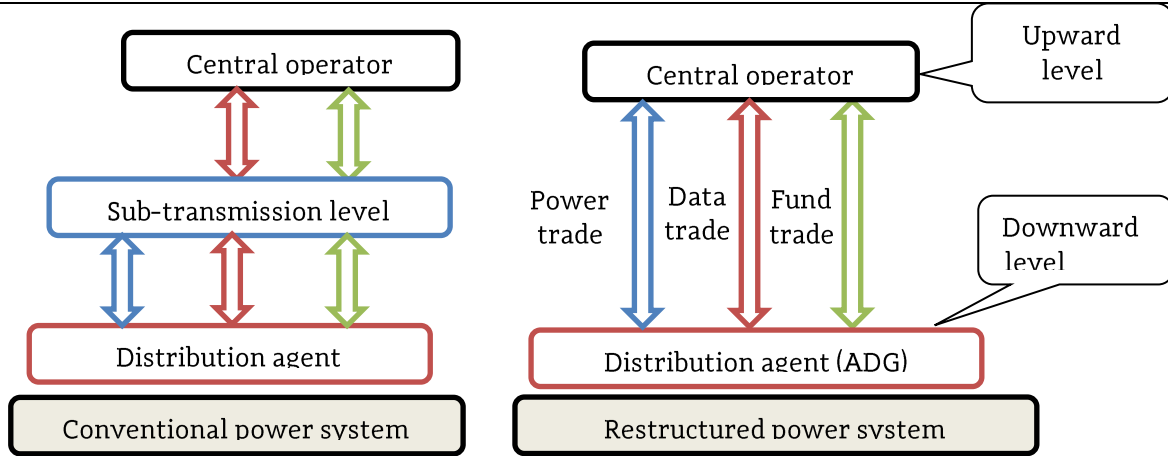 Central operator
Sub-transmission level
Distribution agent
Conventional power system
Central operator
Upward
level
Power
trade
Data
trade
Fund
trade
Downward
level
Distribution agent (ADG)
Restructured power system